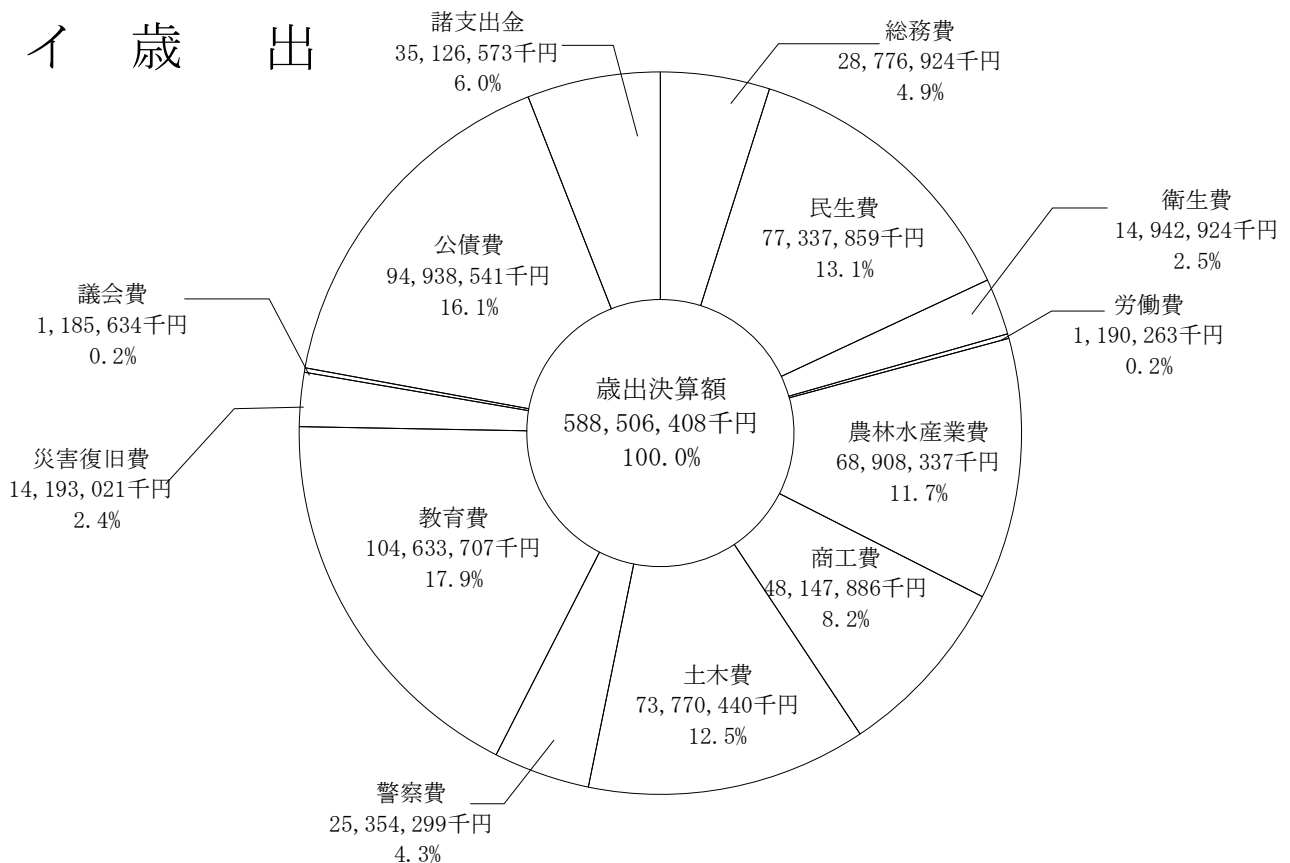 イ 歳 出
諸支出金
35,126,573千円
6.0%
総務費
28,776,924千円
4.9%
民生費
77,337,859千円
13.1%
衛生費
14,942,924千円
2.5%
労働費
1,190,263千円
0.2%
農林水産業費
68,908,337千円
11.7%
商工費
48,147,886千円
8.2%
土木費
73,770,440千円
12.5%
警察費
25,354,299千円
4.3%
教育費
104,633,707千円
17.9%
災害復旧費
14,193,021千円
2.4%
議会費
1,185,634千円
0.2%
公債費
94,938,541千円
16.1%
歳出決算額
588,506,408千円
100.0%